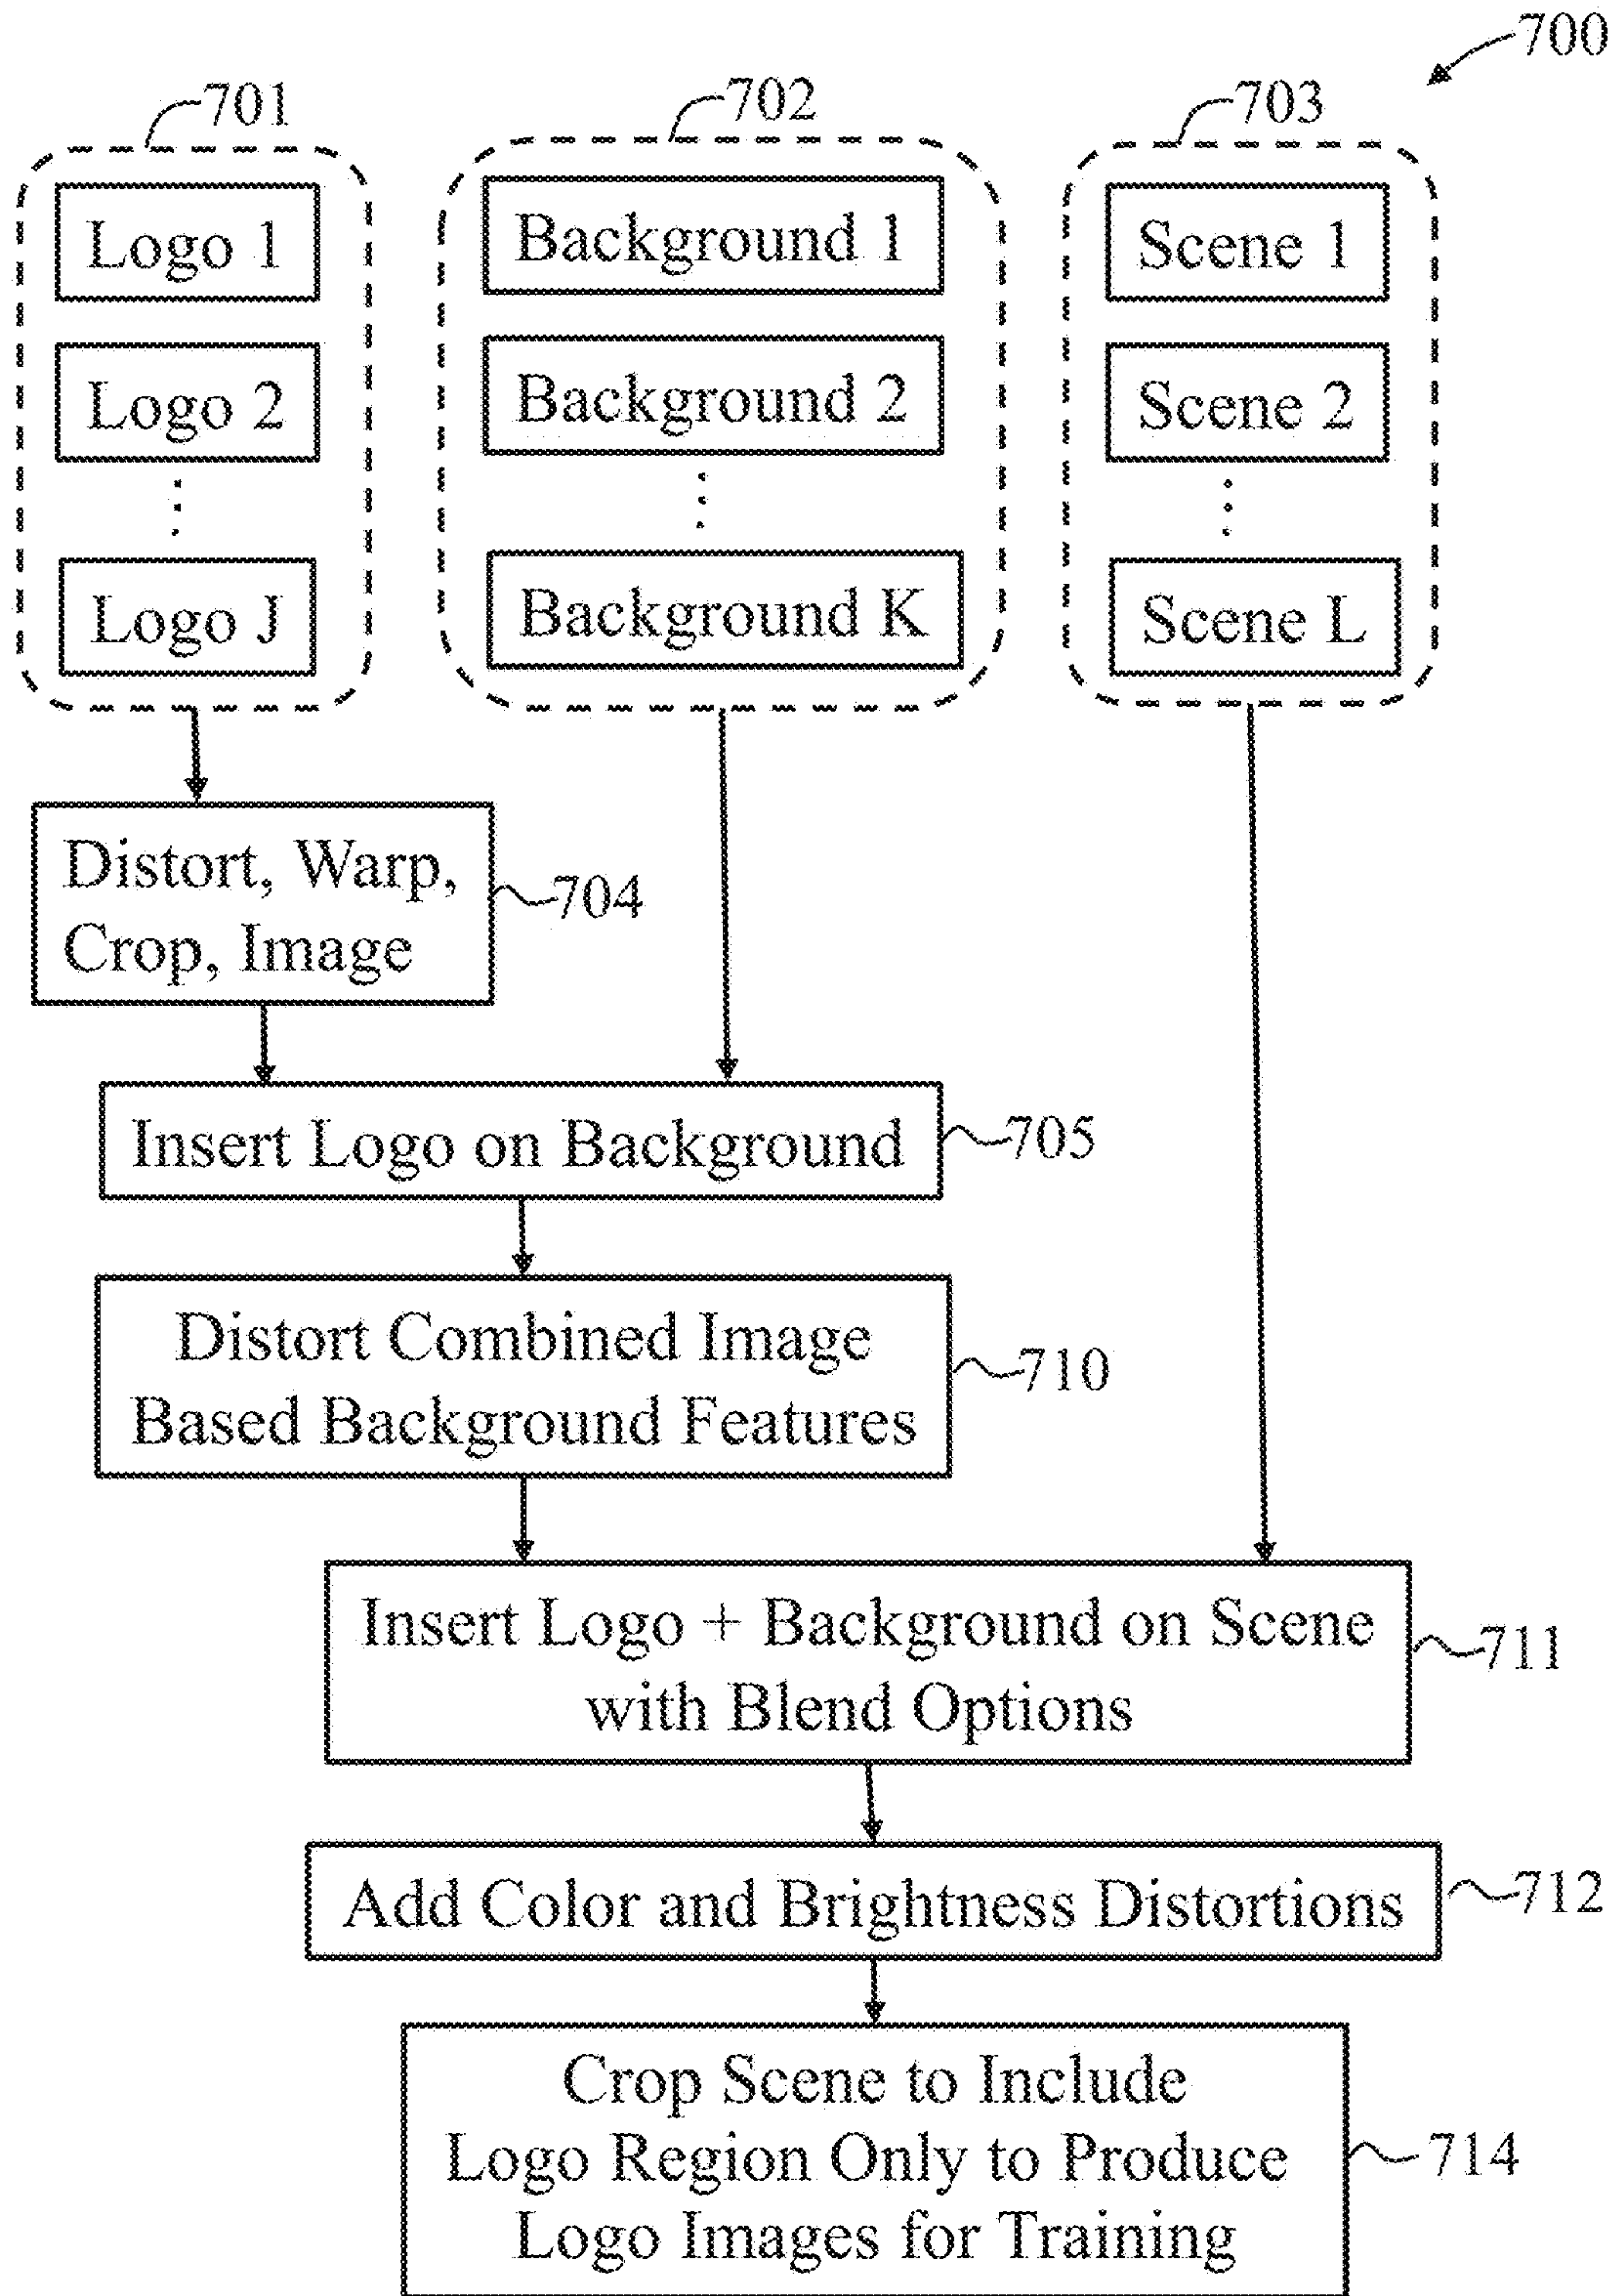 700
701
702
703
Logo 1
Background 1
Scene 1
Logo 2
Background 2
Scene 2
Logo J
Background K
Scene L
Distort, Warp,
Crop, Image
704
Insert Logo on Background
705
Distort Combined Image
Based Background Features
710
Insert Logo + Background on Scene
with Blend Options
711
Add Color and Brightness Distortions
712
Crop Scene to Include
Logo Region Only to Produce
Logo Images for Training
714